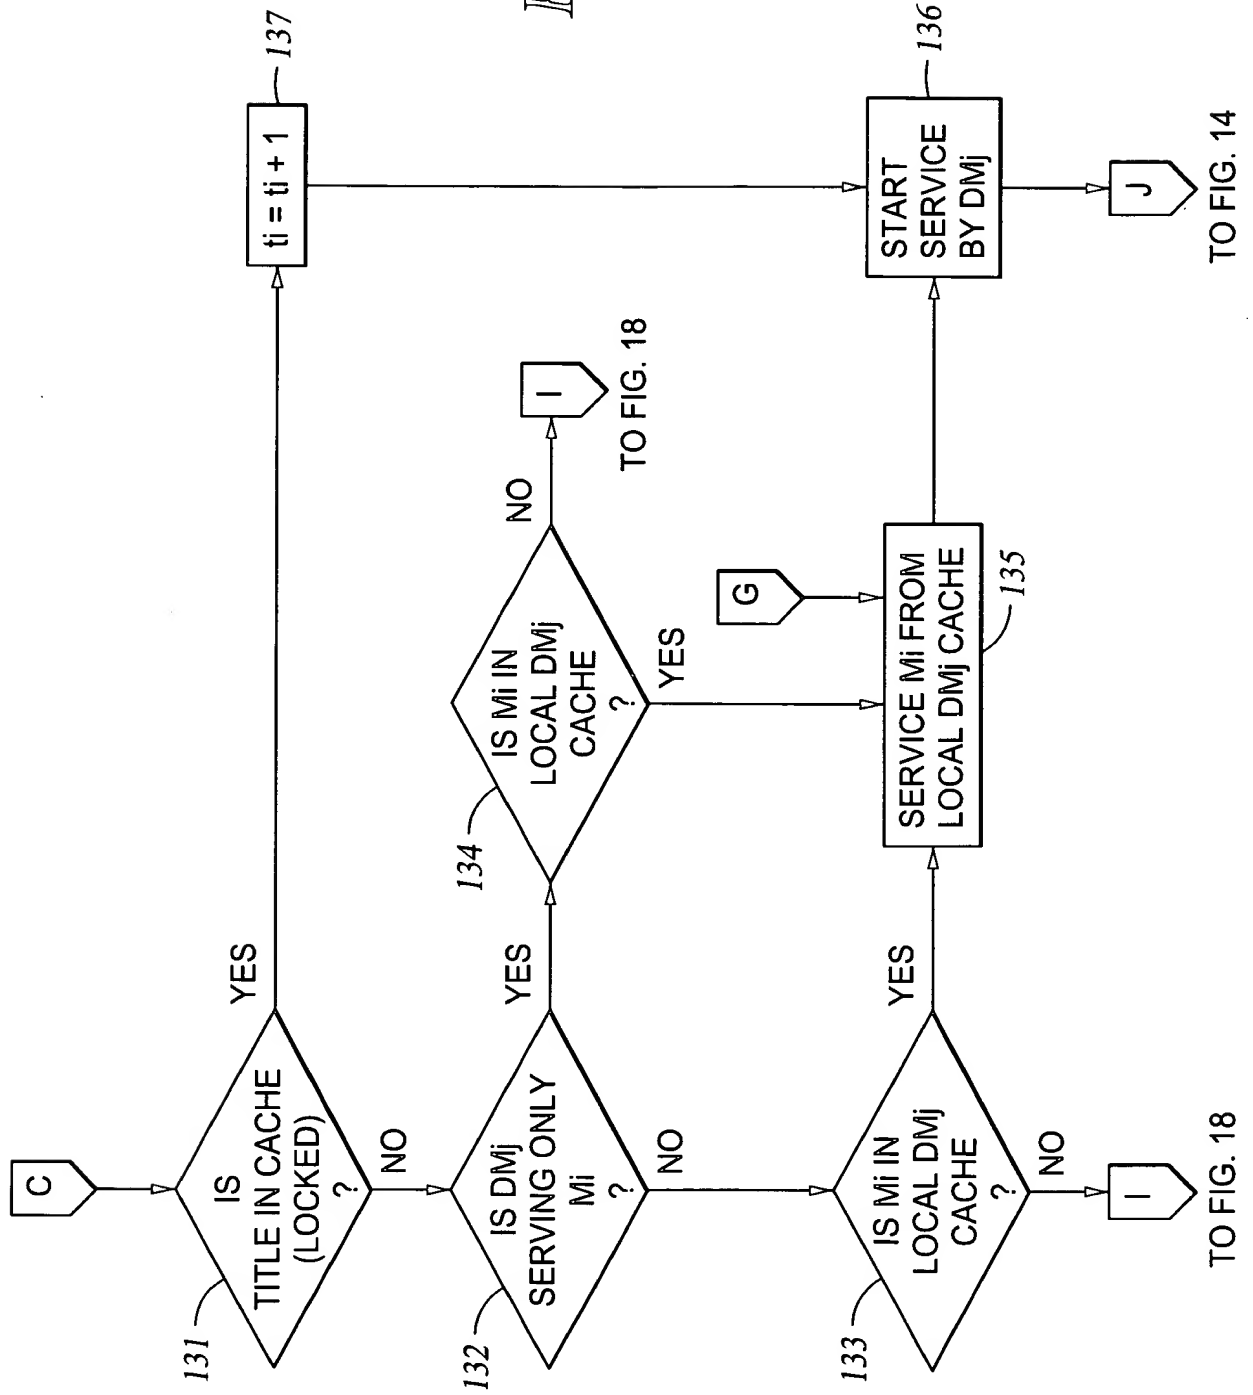 C
131
IS
TITLE IN CACHE
(LOCKED)
?
YES
NO
ti = ti + 1
137
132
IS DMj
SERVING ONLY
Mi
?
YES
NO
134
IS Mi IN
LOCAL DMj
CACHE
?
NO
YES
I
TO FIG. 18
G
133
IS Mi IN
LOCAL DMj
CACHE
?
YES
NO
I
TO FIG. 18
SERVICE Mi FROM
LOCAL DMj CACHE
135
START
SERVICE
BY DMj
136
J
TO FIG. 14